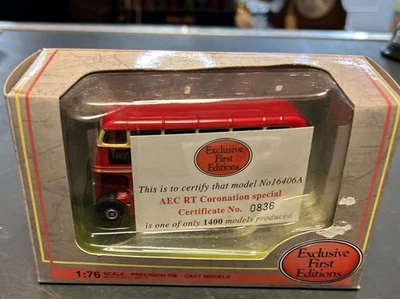 Exclusive
First
Editions
This is to certify that model No16406A
AEC RT Coronation special
Certificate No. 0836
is one of only 1400 models produced
Exclusive
First
Editions
1:76 SCALE - PRECISION DIE - CAST MODELS